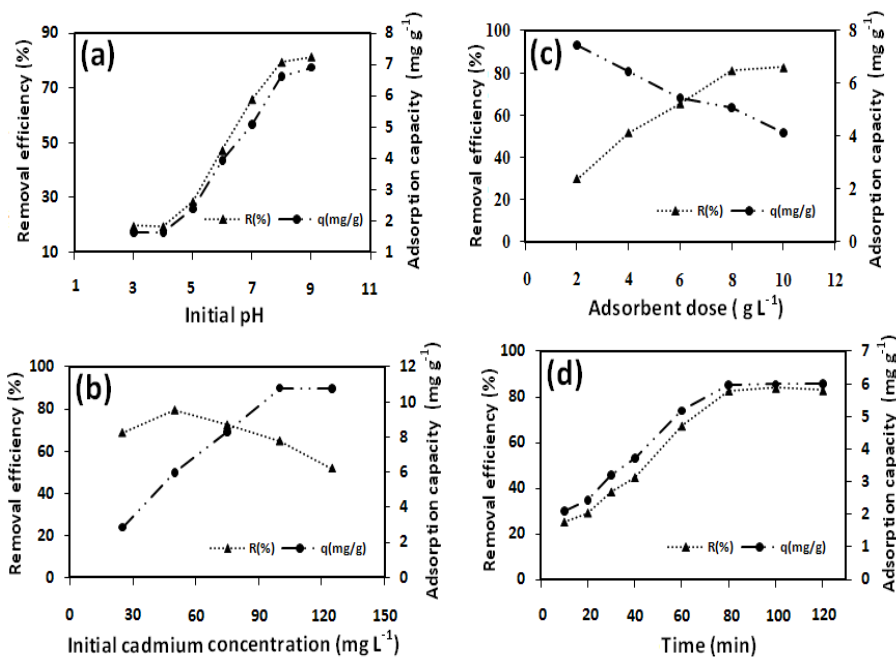 (a)
Removal efficiency (%)
90
70
50
30
10
8
7
6
5
4
3
2
1
Adsorption capacity (mg g-1)
R(%) q(mg/g)
1 3 5 7 9 11
Initial pH
(c)
Removal efficiency (%)
100
80
60
40
20
0
8
6
4
2
0
Adsorption capacity (mg g-1)
R(%) q(mg/g)
0 2 4 6 8 10 12
Adsorbent dose ( g L-1)
(b)
Removal efficiency (%)
100
80
60
40
20
0
12
10
8
6
4
2
0
Adsorption capacity (mg g-1)
R(%) q(mg/g)
0 30 60 90 120 150
Initial cadmium concentration (mg L-1)
(d)
Removal efficiency (%)
100
80
60
40
20
0
7
6
5
4
3
2
1
0
Adsorption capacity (mg g-1)
R(%) q(mg/g)
0 20 40 60 80 100 120
Time (min)